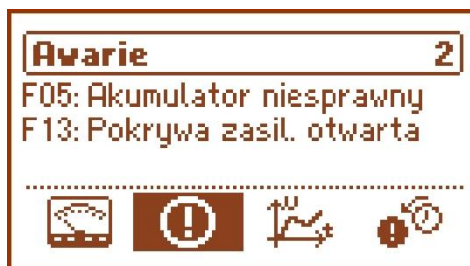 Awarie 2
F05: Akumulator niesprawny
F13: Pokrywa zasil. otwarta
U
t